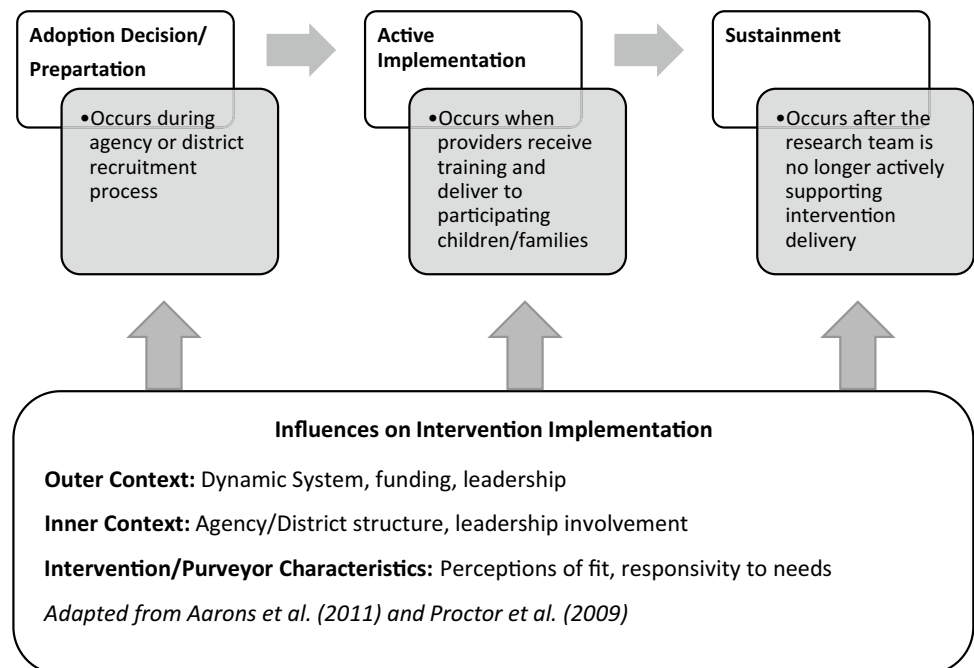 Adoption Decision/
Prepartation
•Occurs during
agency or district
recruitment
process
Active
Implementation
•Occurs when
providers receive
training and
deliver to
participating
children/families
Sustainment
•Occurs after the
research team is
no longer actively
supporting
intervention
delivery
Influences on Intervention Implementation
Outer Context: Dynamic System, funding, leadership
Inner Context: Agency/District structure, leadership involvement
Intervention/Purveyor Characteristics: Perceptions of fit, responsivity to needs
Adapted from Aarons et al. (2011) and Proctor et al. (2009)